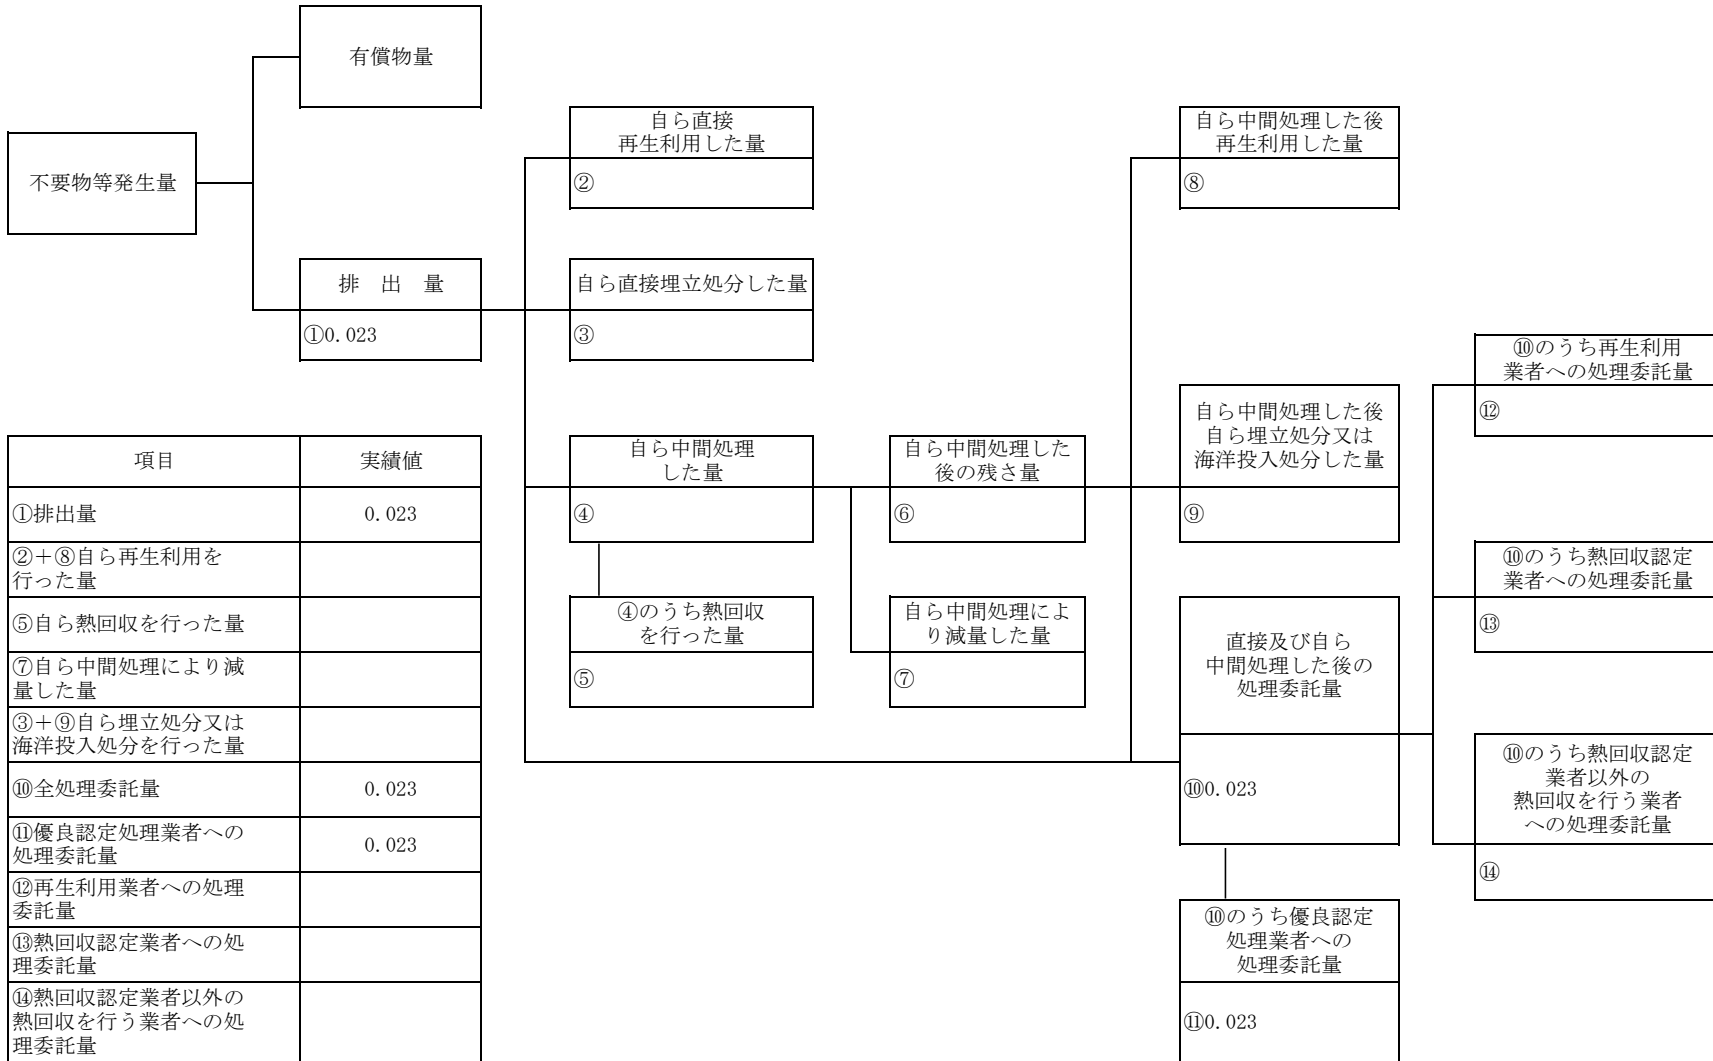 有償物量
不要物等発生量
排　出　量
①0.023
自ら直接
再生利用した量
②
自ら直接埋立処分した量
③
自ら中間処理
した量
④
④のうち熱回収
を行った量
⑤
自ら中間処理した
後の残さ量
⑥
自ら中間処理によ
り減量した量
⑦
自ら中間処理した後
再生利用した量
⑧
自ら中間処理した後
自ら埋立処分又は
海洋投入処分した量
⑨
直接及び自ら
中間処理した後の
処理委託量
⑩0.023
⑩のうち優良認定
処理業者への
処理委託量
⑪0.023
⑩のうち再生利用
業者への処理委託量
⑫
⑩のうち熱回収認定
業者への処理委託量
⑬
⑩のうち熱回収認定
業者以外の
熱回収を行う業者
への処理委託量
⑭
項目 実績値
①排出量 0.023
②＋⑧自ら再生利用を
行った量
⑤自ら熱回収を行った量
⑦自ら中間処理により減
量した量
③＋⑨自ら埋立処分又は
海洋投入処分を行った量
⑩全処理委託量 0.023
⑪優良認定処理業者への
処理委託量 0.023
⑫再生利用業者への処理
委託量
⑬熱回収認定業者への処
理委託量
⑭熱回収認定業者以外の
熱回収を行う業者への処
理委託量